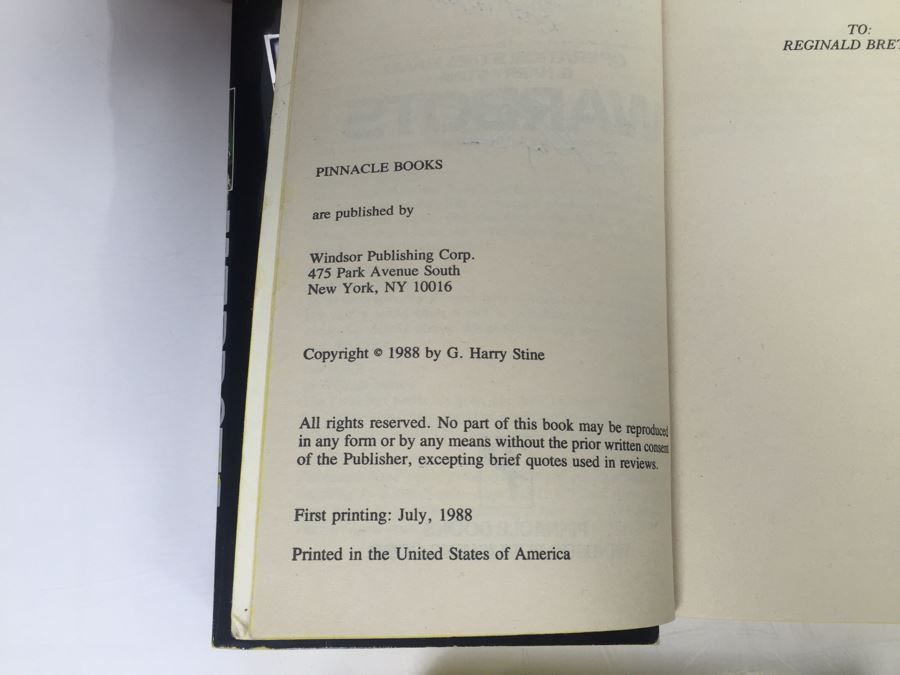 PINNACLE BOOKS
are published by
Windsor Publishing Corp.
475 Park Avenue South
New York, NY 10016
Copyright © 1988 by G. Harry Stine
All rights reserved. No part of this book may be reproduced
in any form or by any means without the prior written consent
of the Publisher, excepting brief quotes used in reviews.
First printing: July, 1988
Printed in the United States of America
TO:
REGINALD BRET
WARBOTS